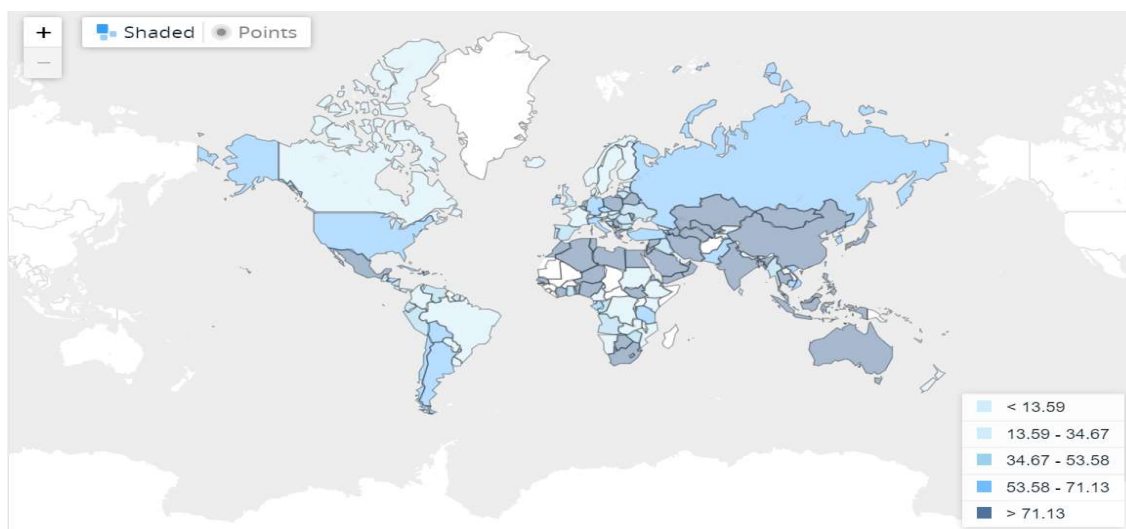 +
Shaded Points
−
< 13.59
13.59 - 34.67
34.67 - 53.58
53.58 - 71.13
> 71.13